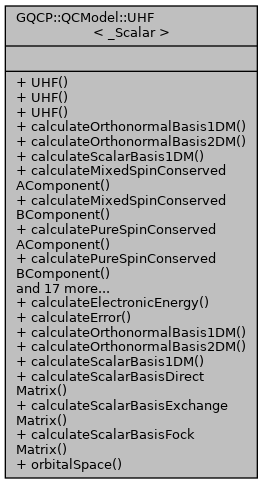 GQCP::QCModel::UHF
< _Scalar >
+ UHF()
+ UHF()
+ UHF()
+ calculateOrthonormalBasis1DM()
+ calculateOrthonormalBasis2DM()
+ calculateScalarBasis1DM()
+ calculateMixedSpinConserved
AComponent()
+ calculateMixedSpinConserved
BComponent()
+ calculatePureSpinConserved
AComponent()
+ calculatePureSpinConserved
BComponent()
and 17 more...
+ calculateElectronicEnergy()
+ calculateError()
+ calculateOrthonormalBasis1DM()
+ calculateOrthonormalBasis2DM()
+ calculateScalarBasis1DM()
+ calculateScalarBasisDirect
Matrix()
+ calculateScalarBasisExchange
Matrix()
+ calculateScalarBasisFock
Matrix()
+ orbitalSpace()